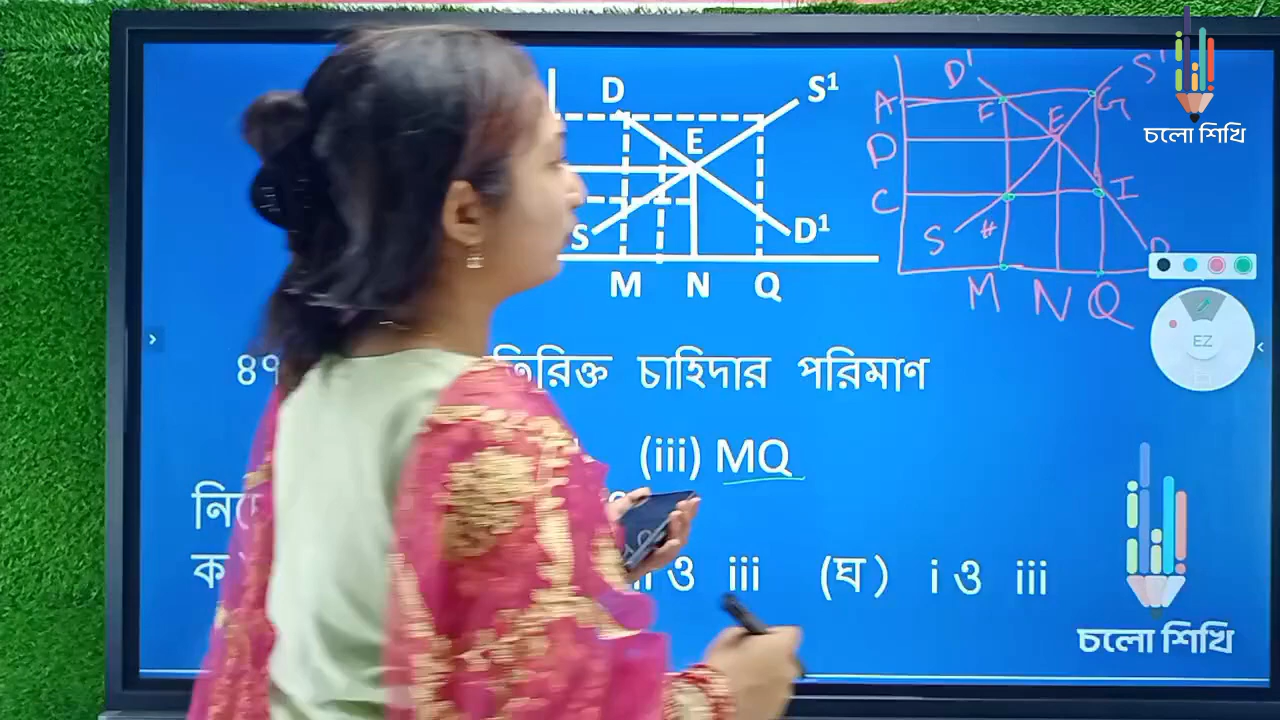 D S¹
E
S D¹
M N Q
A D' F G S'
D E
C I
S H
M N Q
চলো শিখি
EZ
৪৭ তিরিক্ত চাহিদার পরিমাণ
(iii) MQ
ii ও iii (ঘ) i ও iii
চলো শিখি